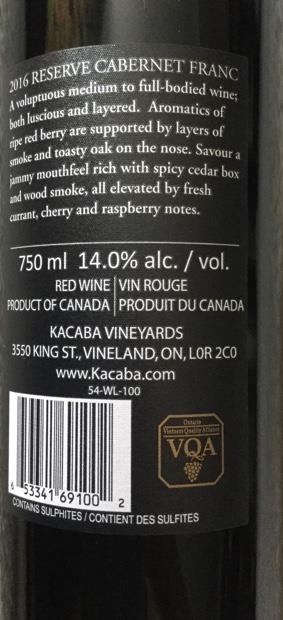 2016 RESERVE CABERNET FRANC
A voluptuous medium to full-bodied wine;
both luscious and layered. Aromatics of
ripe red berry are supported by layers of
smoke and toasty oak on the nose. Savour a
jammy mouthfeel rich with spicy cedar box
and wood smoke, all elevated by fresh
currant, cherry and raspberry notes.
750 ml 14.0% alc. / vol.
RED WINE | VIN ROUGE
PRODUCT OF CANADA | PRODUIT DU CANADA
KACABA VINEYARDS
3550 KING ST., VINELAND, ON, L0R 2C0
www.Kacaba.com
54-WL-100
Ontario
Vintners Quality Alliance
VQA
6 53341 69100 2
CONTAINS SULPHITES / CONTIENT DES SULFITES